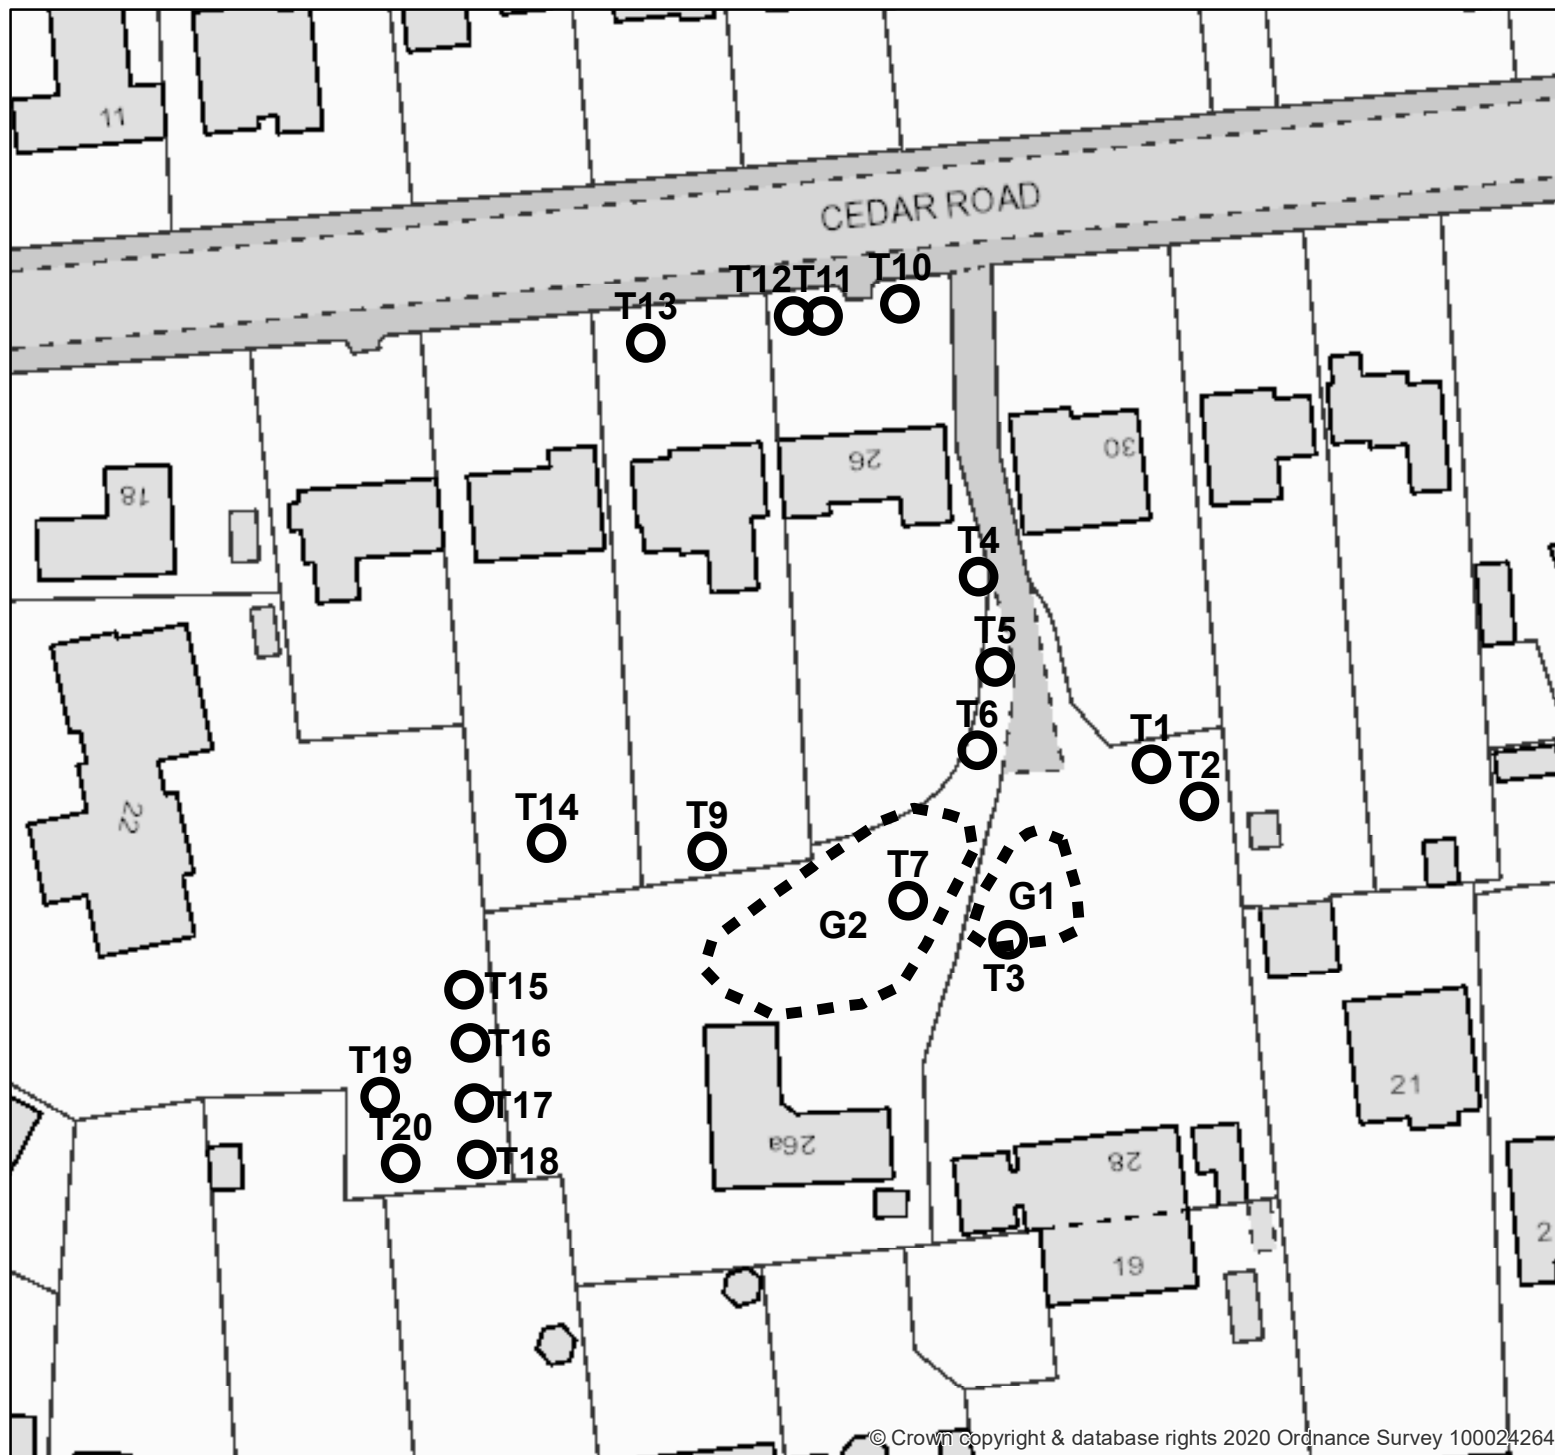 11
CEDAR ROAD
T10
T12 T11
T13
18
26
30
T4
T5
T6
T1
T2
T14
T9
22
T7
G1
G2
T3
T15
T16
T19
T17
T20
T18
21
26a
28
2
19
© Crown copyright & database rights 2020 Ordnance Survey 100024264